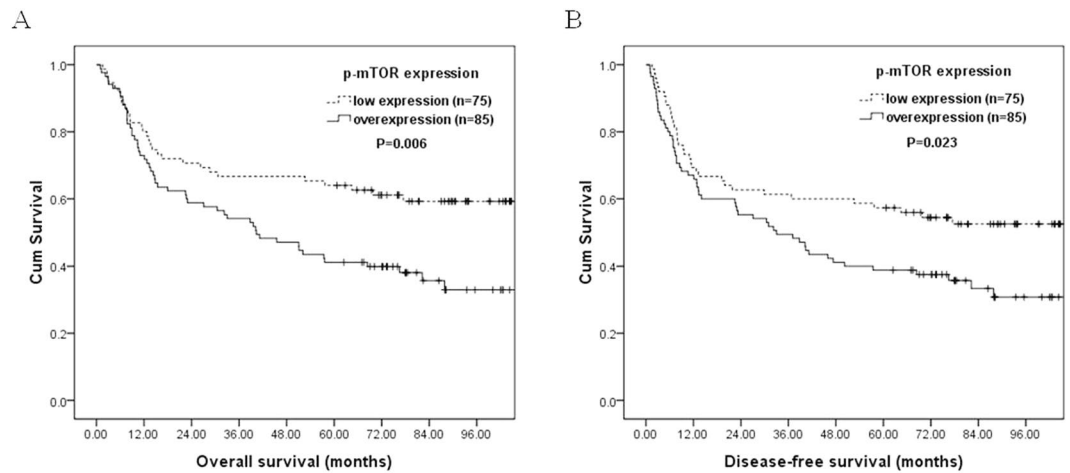 A
p-mTOR expression
low expression (n=75)
overexpression (n=85)
P=0.006
1.0
0.8
0.6
0.4
0.2
0.0
Cum Survival
0.00 12.00 24.00 36.00 48.00 60.00 72.00 84.00 96.00
Overall survival (months)
B
p-mTOR expression
low expression (n=75)
overexpression (n=85)
P=0.023
1.0
0.8
0.6
0.4
0.2
0.0
Cum Survival
0.00 12.00 24.00 36.00 48.00 60.00 72.00 84.00 96.00
Disease-free survival (months)